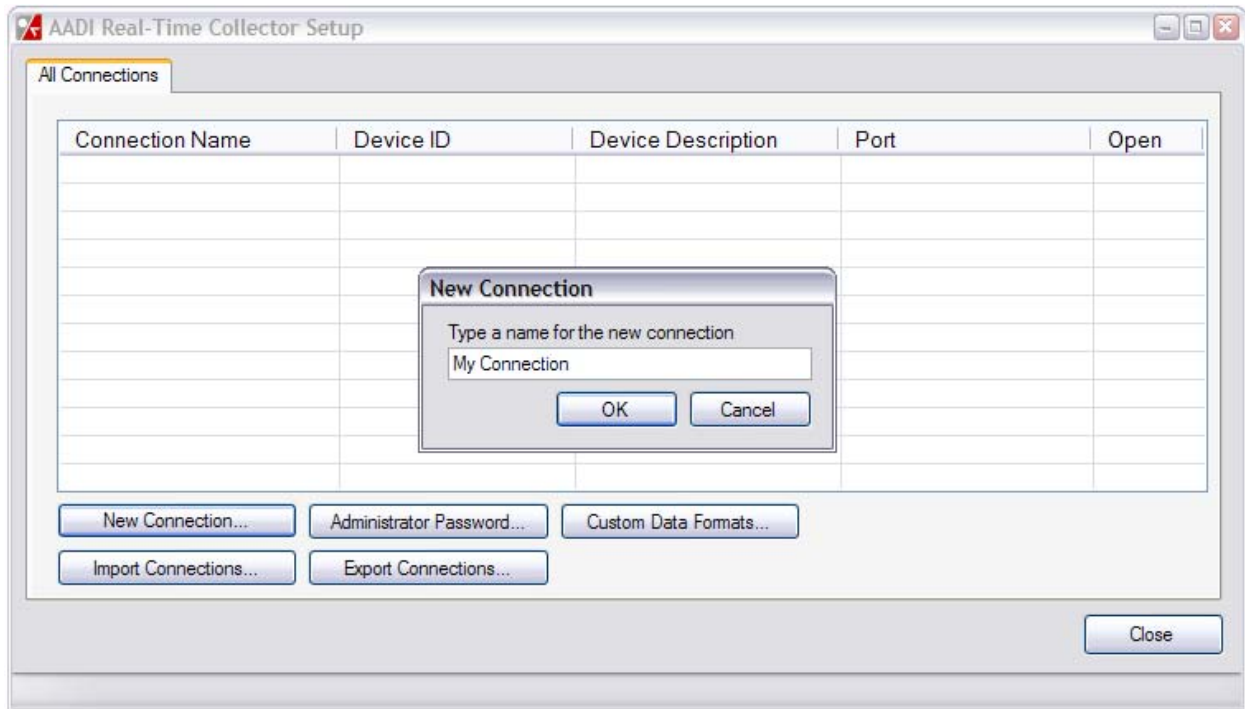 AADI Real-Time Collector Setup
All Connections
Connection Name Device ID Device Description Port Open
New Connection
Type a name for the new connection
My Connection
OK Cancel
New Connection... Administrator Password... Custom Data Formats...
Import Connections... Export Connections...
Close